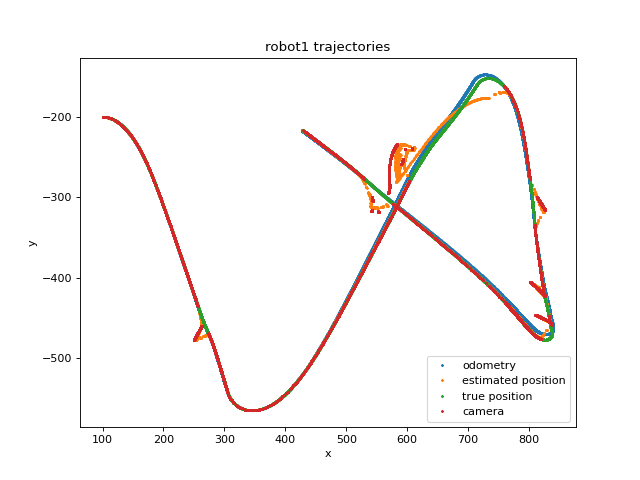 robot1 trajectories
y
−200
−300
−400
−500
odometry
estimated position
true position
camera
100 200 300 400 500 600 700 800
x